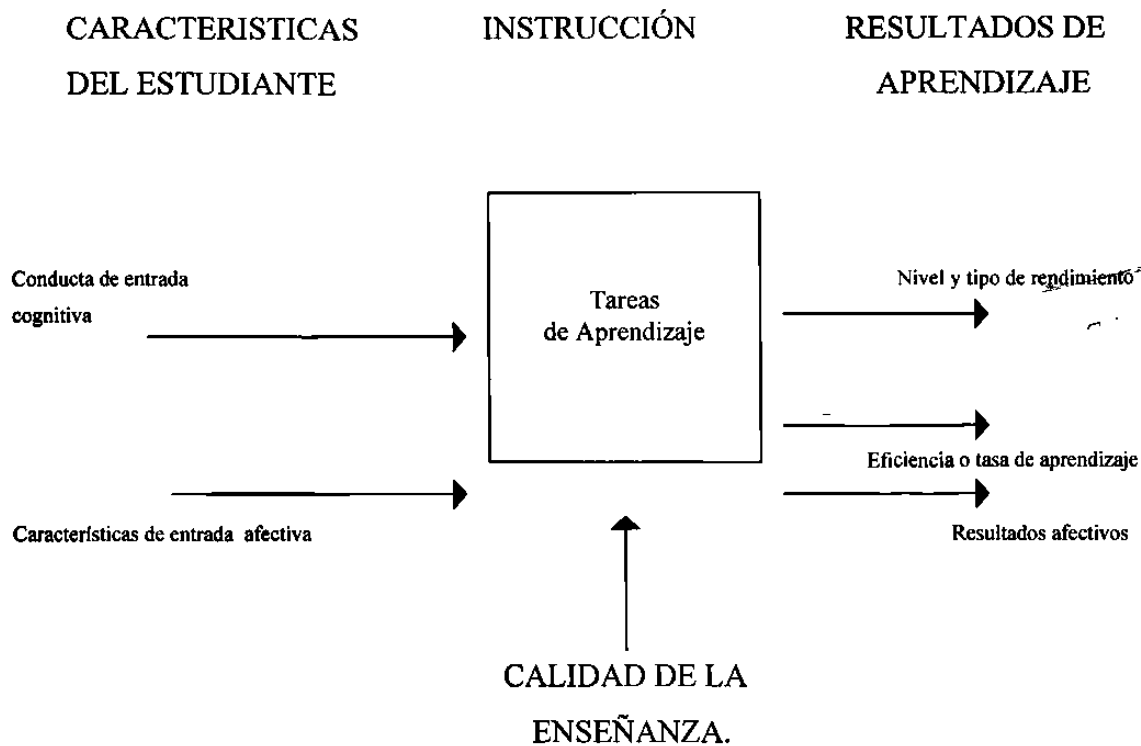 CARACTERISTICAS
DEL ESTUDIANTE
INSTRUCCIÓN
RESULTADOS DE
APRENDIZAJE
Conducta de entrada
cognitiva
Tareas
de Aprendizaje
Nivel y tipo de rendimiento
Eficiencia o tasa de aprendizaje
Características de entrada afectiva
Resultados afectivos
CALIDAD DE LA
ENSEÑANZA.